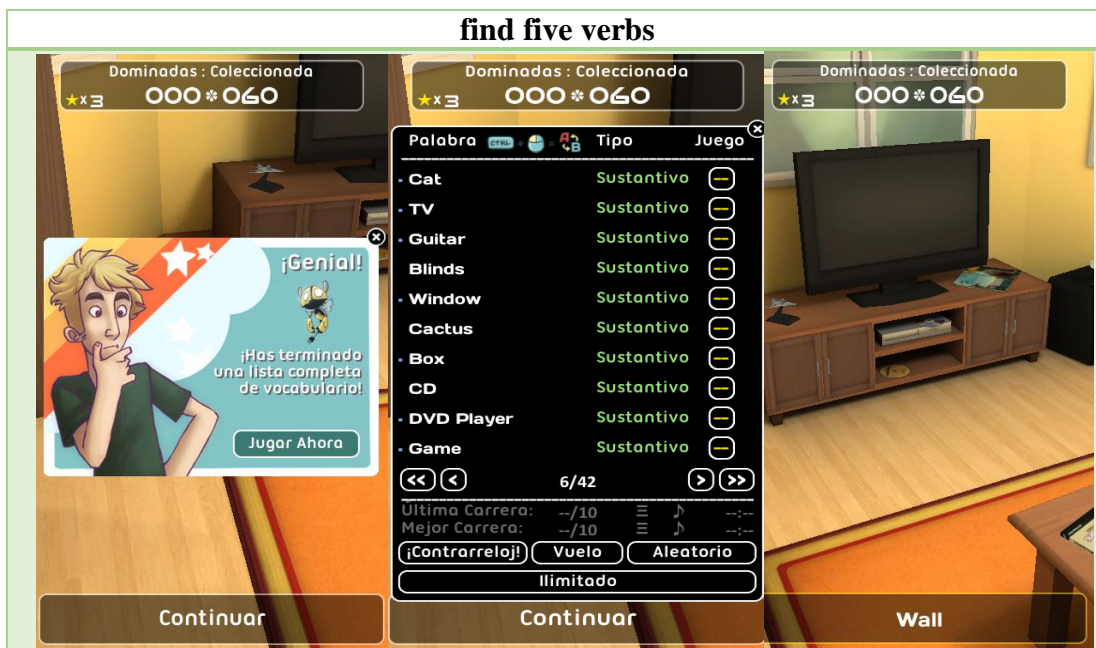 find five verbs
Dominadas : Coleccionada
x3 000 * 060
¡Genial!
¡Has terminado
una lista completa
de vocabulario!
Jugar Ahora
Continuar
Dominadas : Coleccionada
x3 000 * 060
Palabra CTRL + = A B Tipo Juego
Cat Sustantivo --
TV Sustantivo --
Guitar Sustantivo --
Blinds Sustantivo --
Window Sustantivo --
Cactus Sustantivo --
Box Sustantivo --
CD Sustantivo --
DVD Player Sustantivo --
Game Sustantivo --
<< < 6/42 > >>
Última Carrera: --/10 --:--
Mejor Carrera: --/10 --:--
¡Contrarreloj! Vuelo Aleatorio
Ilimitado
Continuar
Dominadas : Coleccionada
x3 000 * 060
Wall